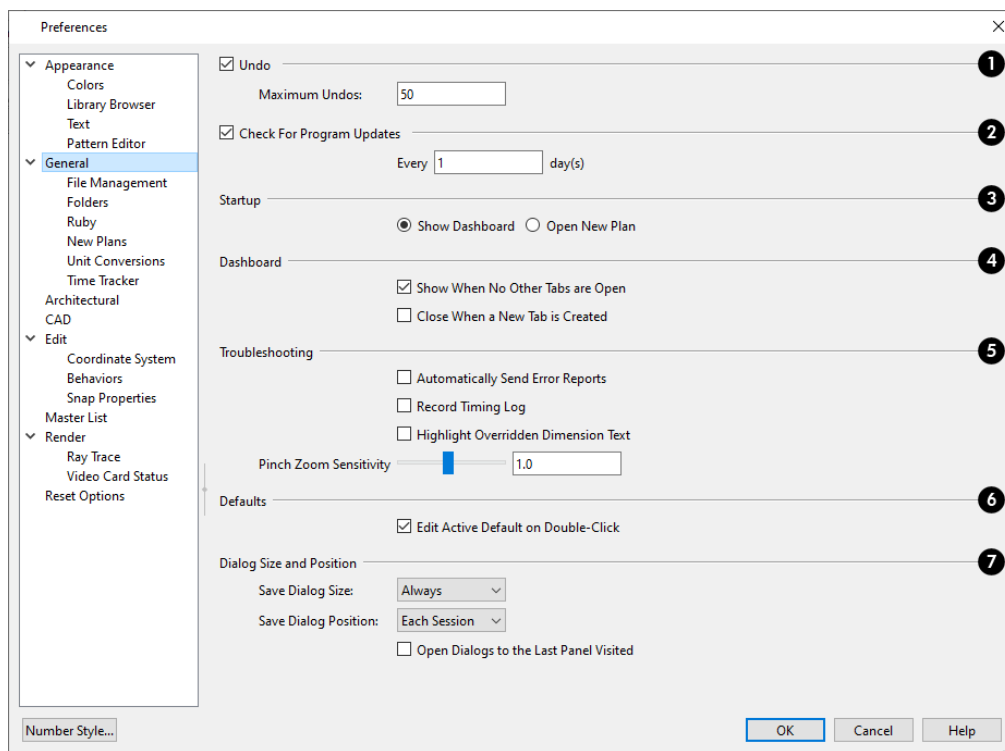 Preferences
Appearance
Colors
Library Browser
Text
Pattern Editor
General
File Management
Folders
Ruby
New Plans
Unit Conversions
Time Tracker
Architectural
CAD
Edit
Coordinate System
Behaviors
Snap Properties
Master List
Render
Ray Trace
Video Card Status
Reset Options
Undo 1
Maximum Undos: 50
Check For Program Updates 2
Every 1 day(s)
Startup 3
Show Dashboard Open New Plan
Dashboard 4
Show When No Other Tabs are Open
Close When a New Tab is Created
Troubleshooting 5
Automatically Send Error Reports
Record Timing Log
Highlight Overridden Dimension Text
Pinch Zoom Sensitivity 1.0
Defaults 6
Edit Active Default on Double-Click
Dialog Size and Position 7
Save Dialog Size: Always
Save Dialog Position: Each Session
Open Dialogs to the Last Panel Visited
Number Style... OK Cancel Help